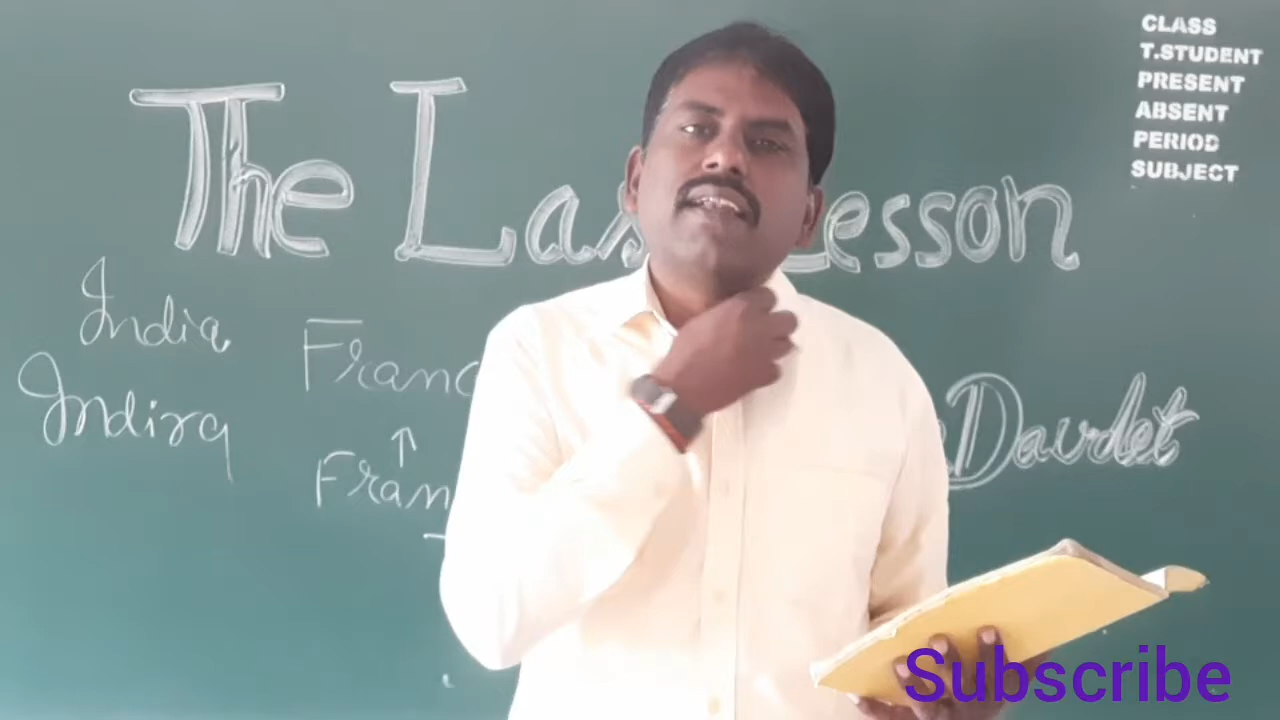 CLASS
T.STUDENT
PRESENT
ABSENT
PERIOD
SUBJECT
The Las esson
India Franc
Indira Daudet
↑
Fran
Subscribe